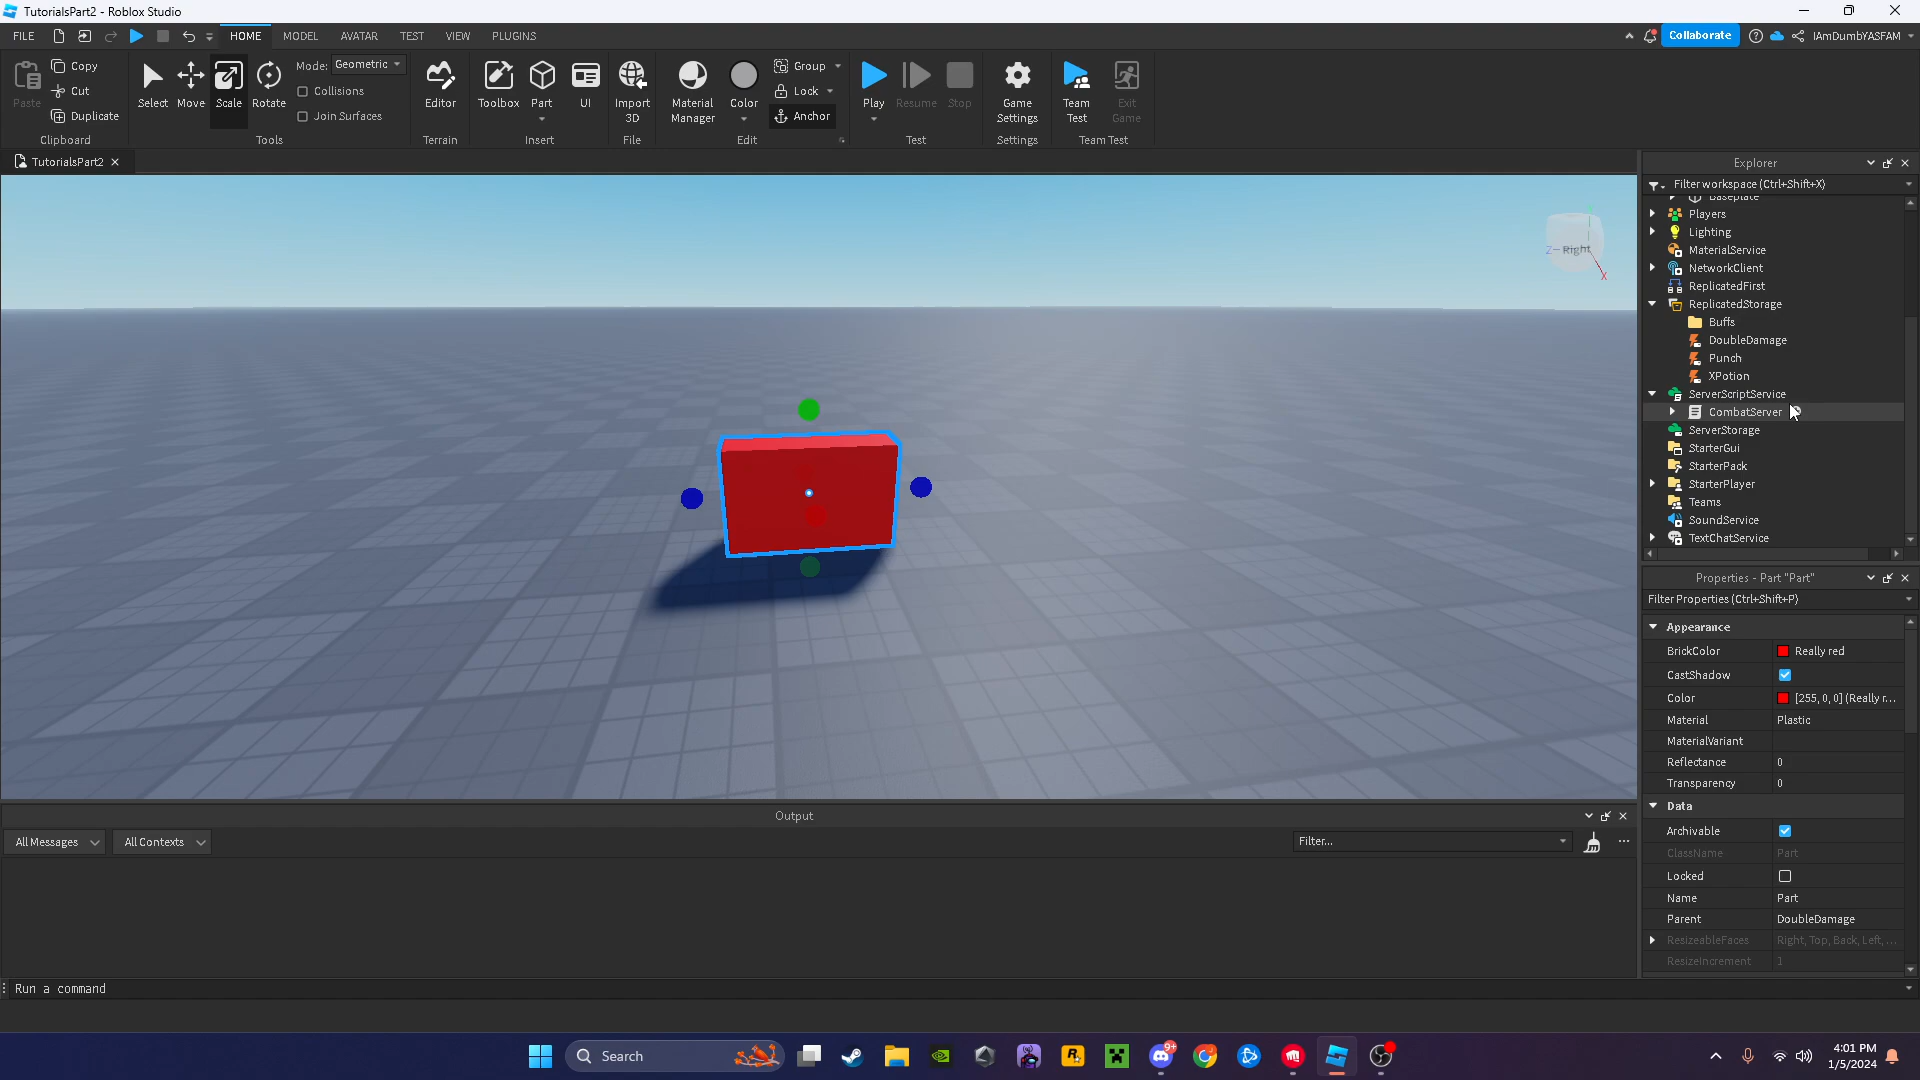 TutorialsPart2 - Roblox Studio
FILE
HOME
MODEL
AVATAR
TEST
VIEW
PLUGINS
Collaborate
IAmDumbYASFAM
Paste
Copy
Cut
Duplicate
Clipboard
Select
Move
Scale
Rotate
Mode: Geometric
Collisions
Join Surfaces
Tools
Editor
Terrain
Toolbox
Part
UI
Insert
Import
3D
File
Material
Manager
Color
Group
Lock
Anchor
Edit
Play
Resume
Stop
Test
Game
Settings
Settings
Team
Test
Exit
Game
Team Test
TutorialsPart2
Z
Right
X
Explorer
Filter workspace (Ctrl+Shift+X)
Baseplate
Players
Lighting
MaterialService
NetworkClient
ReplicatedFirst
ReplicatedStorage
Buffs
DoubleDamage
Punch
XPotion
ServerScriptService
CombatServer
ServerStorage
StarterGui
StarterPack
StarterPlayer
Teams
SoundService
TextChatService
Properties - Part "Part"
Filter Properties (Ctrl+Shift+P)
Appearance
BrickColor Really red
CastShadow
Color [255, 0, 0] (Really r...
Material Plastic
MaterialVariant
Reflectance 0
Transparency 0
Data
Archivable
ClassName Part
Locked
Name Part
Parent DoubleDamage
ResizeableFaces Right, Top, Back, Left, ...
ResizeIncrement 1
Output
All Messages
All Contexts
Filter...
Run a command
Search
R
9+
4:01 PM
1/5/2024